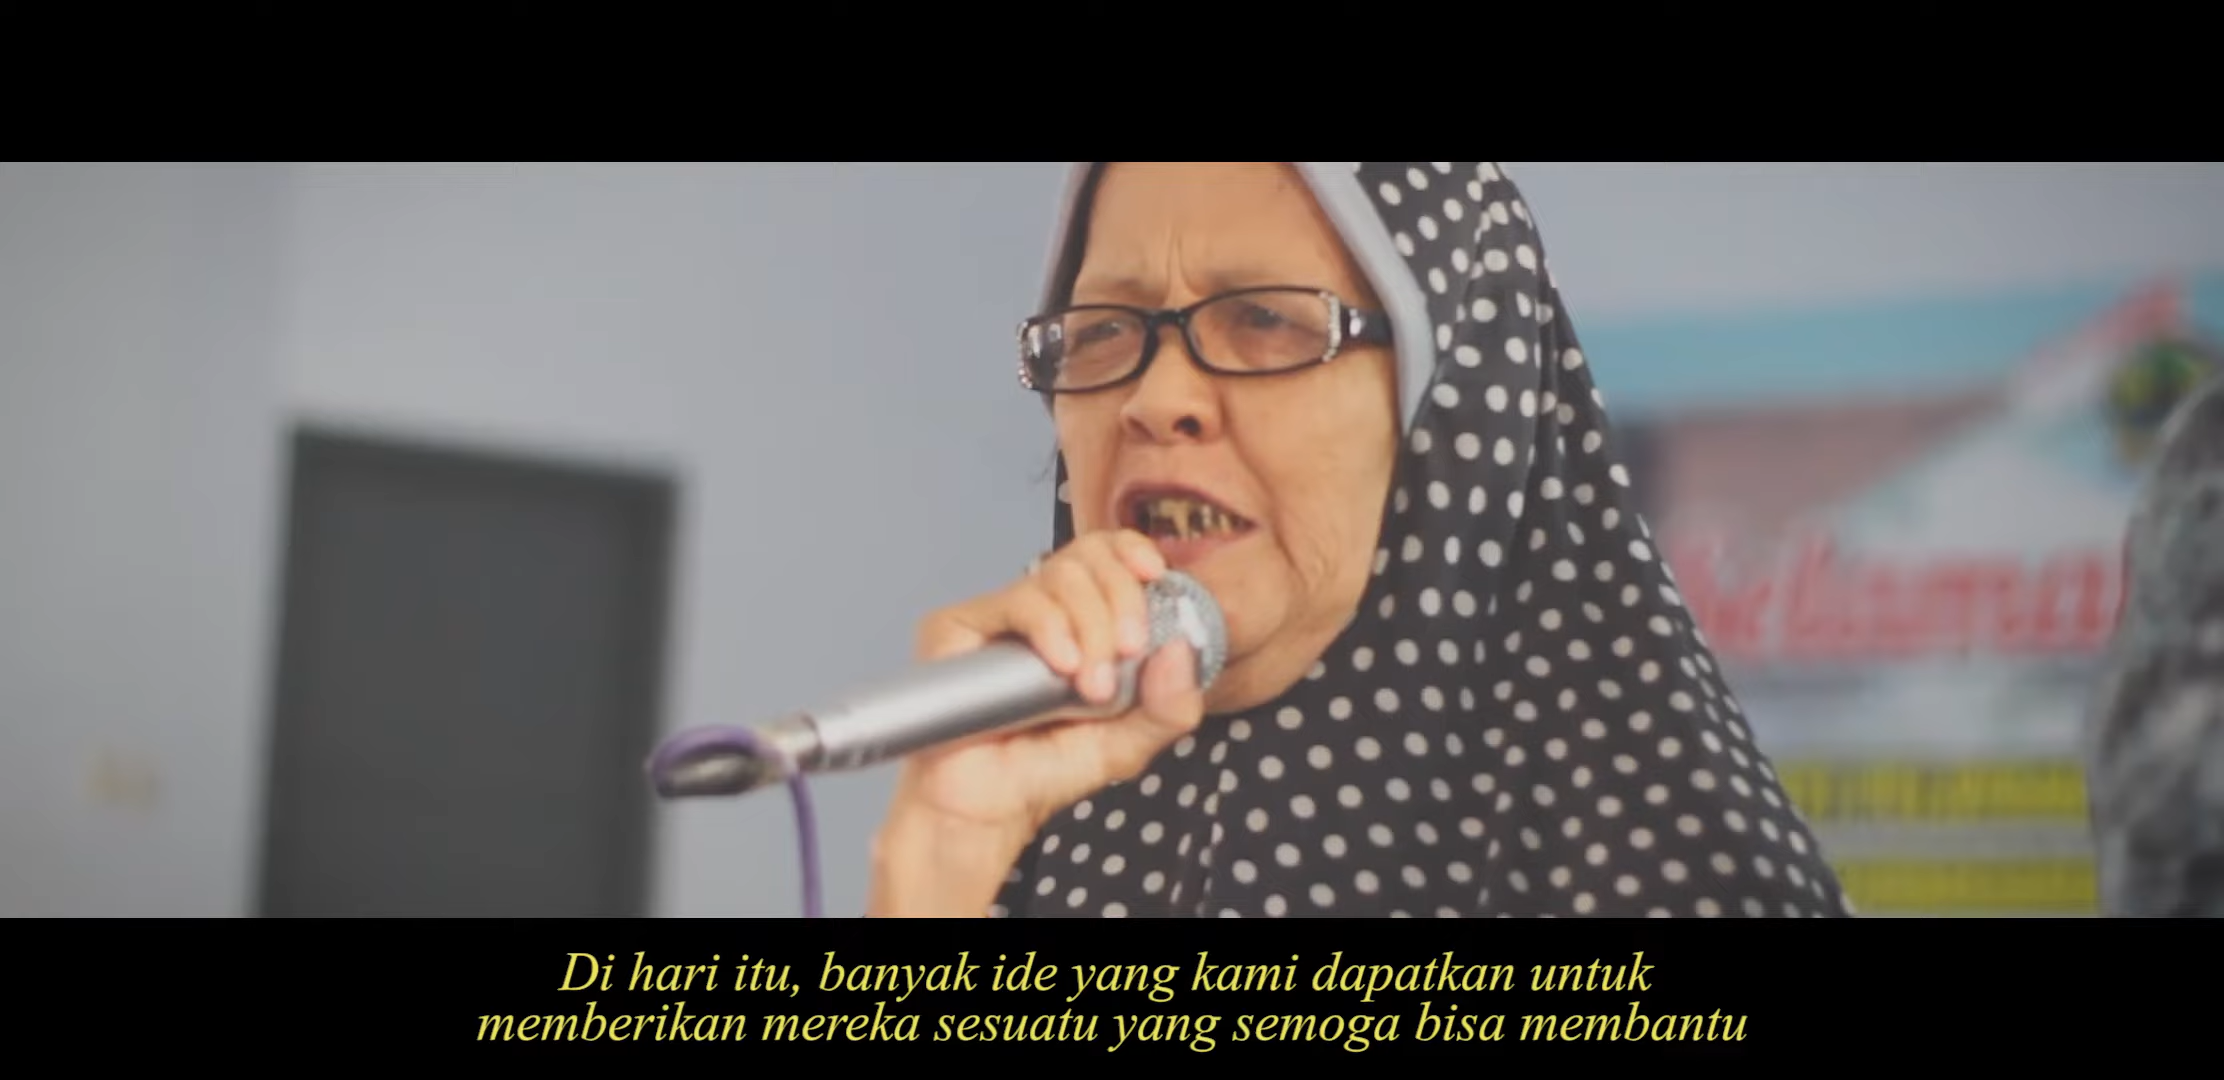 Di hari itu, banyak ide yang kami dapatkan untuk
memberikan mereka sesuatu yang semoga bisa membantu